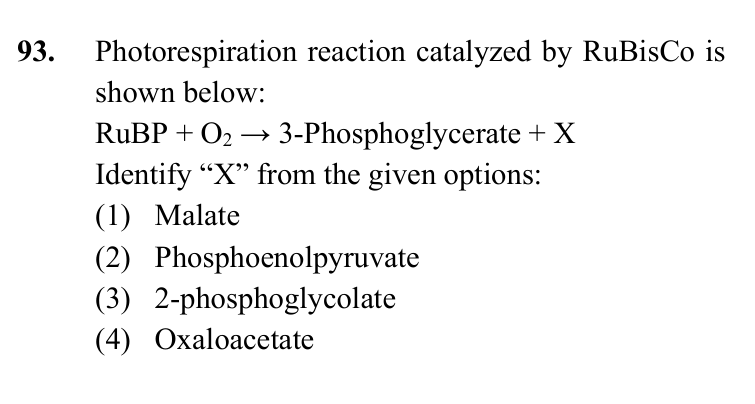 93. Photorespiration reaction catalyzed by RuBisCo is
shown below:
RuBP + O₂ → 3-Phosphoglycerate + X
Identify “X” from the given options:
(1) Malate
(2) Phosphoenolpyruvate
(3) 2-phosphoglycolate
(4) Oxaloacetate